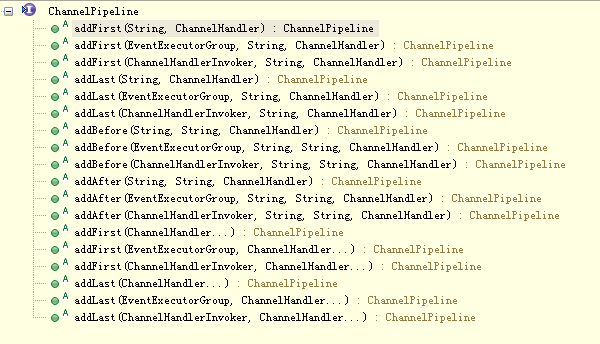 ChannelPipeline
addFirst(String, ChannelHandler) : ChannelPipeline
addFirst(EventExecutorGroup, String, ChannelHandler) : ChannelPipeline
addFirst(ChannelHandlerInvoker, String, ChannelHandler) : ChannelPipeline
addLast(String, ChannelHandler) : ChannelPipeline
addLast(EventExecutorGroup, String, ChannelHandler) : ChannelPipeline
addLast(ChannelHandlerInvoker, String, ChannelHandler) : ChannelPipeline
addBefore(String, String, ChannelHandler) : ChannelPipeline
addBefore(EventExecutorGroup, String, String, ChannelHandler) : ChannelPipeline
addBefore(ChannelHandlerInvoker, String, String, ChannelHandler) : ChannelPipeline
addAfter(String, String, ChannelHandler) : ChannelPipeline
addAfter(EventExecutorGroup, String, String, ChannelHandler) : ChannelPipeline
addAfter(ChannelHandlerInvoker, String, String, ChannelHandler) : ChannelPipeline
addFirst(ChannelHandler...) : ChannelPipeline
addFirst(EventExecutorGroup, ChannelHandler...) : ChannelPipeline
addFirst(ChannelHandlerInvoker, ChannelHandler...) : ChannelPipeline
addLast(ChannelHandler...) : ChannelPipeline
addLast(EventExecutorGroup, ChannelHandler...) : ChannelPipeline
addLast(ChannelHandlerInvoker, ChannelHandler...) : ChannelPipeline